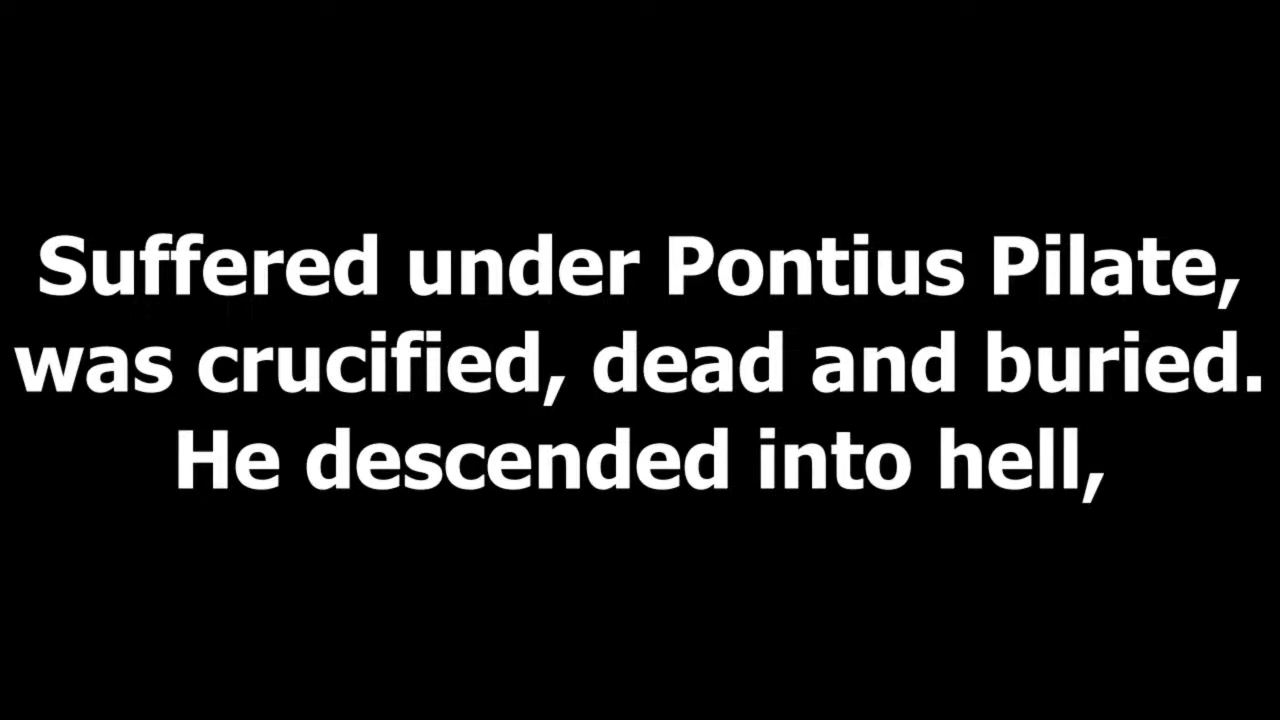 Suffered under Pontius Pilate,
was crucified, dead and buried.
He descended into hell,